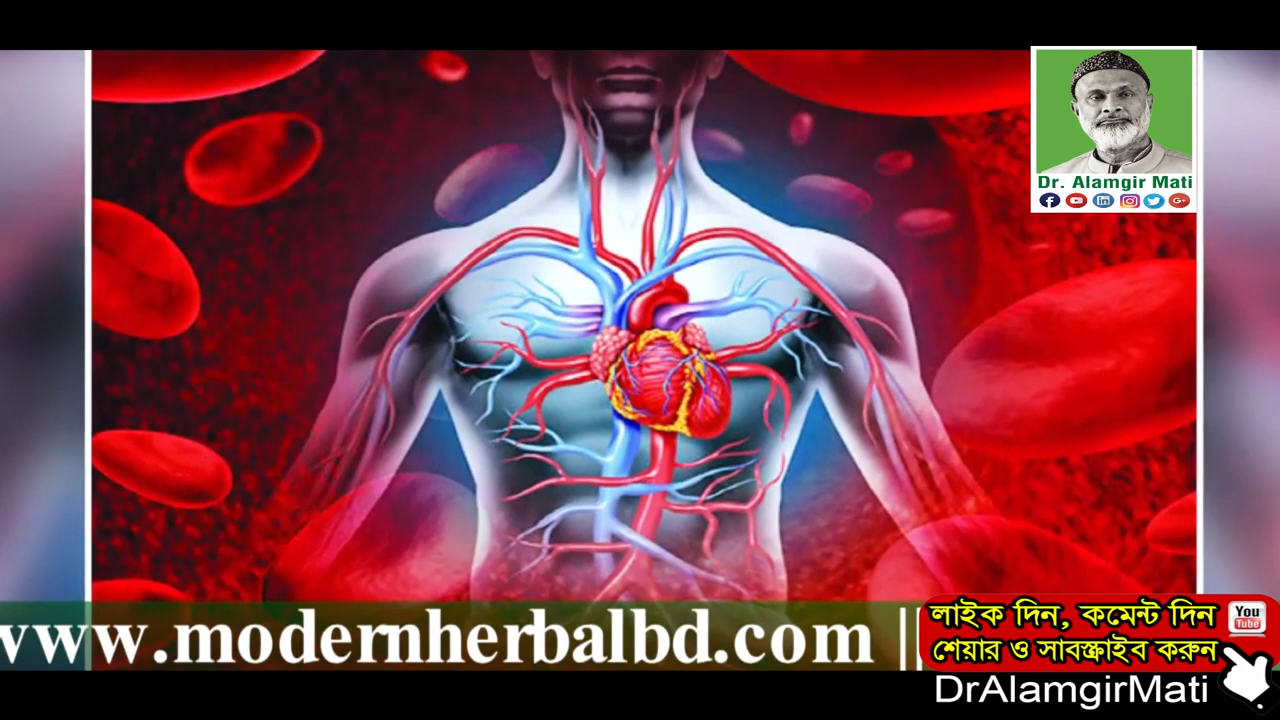 Dr. Alamgir Mati
www.modernherbalbd.com ||
লাইক দিন, কমেন্ট দিন
You
Tube
শেয়ার ও সাবস্ক্রাইব করুন
DrAlamgirMati